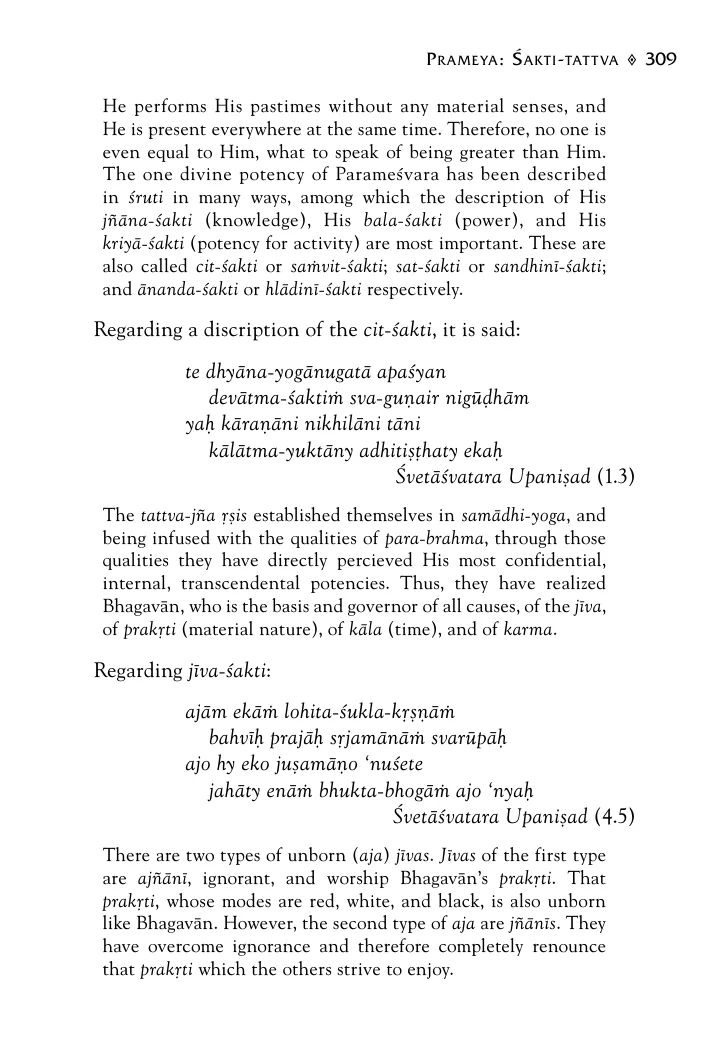 PRAMEYA: ŚAKTI-TATTVA ◊ 309
He performs His pastimes without any material senses, and
He is present everywhere at the same time. Therefore, no one is
even equal to Him, what to speak of being greater than Him.
The one divine potency of Parameśvara has been described
in śruti in many ways, among which the description of His
jñāna-śakti (knowledge), His bala-śakti (power), and His
kriyā-śakti (potency for activity) are most important. These are
also called cit-śakti or saṁvit-śakti; sat-śakti or sandhinī-śakti;
and ānanda-śakti or hlādinī-śakti respectively.
Regarding a discription of the cit-śakti, it is said:
te dhyāna-yogānugatā apaśyan
devātma-śaktiṁ sva-guṇair nigūḍhām
yaḥ kāraṇāni nikhilāni tāni
kālātma-yuktāny adhitiṣṭhaty ekaḥ
Śvetāśvatara Upaniṣad (1.3)
The tattva-jña ṛṣis established themselves in samādhi-yoga, and
being infused with the qualities of para-brahma, through those
qualities they have directly percieved His most confidential,
internal, transcendental potencies. Thus, they have realized
Bhagavān, who is the basis and governor of all causes, of the jīva,
of prakṛti (material nature), of kāla (time), and of karma.
Regarding jīva-śakti:
ajām ekāṁ lohita-śukla-kṛṣṇāṁ
bahvīḥ prajāḥ sṛjamānāṁ svarūpāḥ
ajo hy eko juṣamāṇo ‘nuśete
jahāty enāṁ bhukta-bhogāṁ ajo ‘nyaḥ
Śvetāśvatara Upaniṣad (4.5)
There are two types of unborn (aja) jīvas. Jīvas of the first type
are ajñānī, ignorant, and worship Bhagavān’s prakṛti. That
prakṛti, whose modes are red, white, and black, is also unborn
like Bhagavān. However, the second type of aja are jñānīs. They
have overcome ignorance and therefore completely renounce
that prakṛti which the others strive to enjoy.